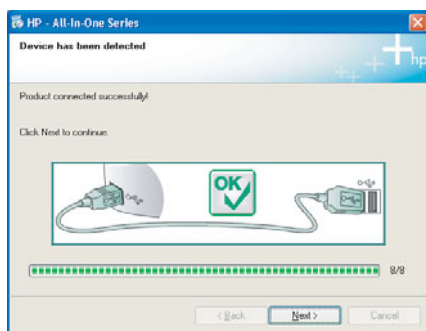 HP - All-In-One Series
Device has been detected
hp
Product connected successfully!
Click Next to continue.
OK
8/8
< Back Next > Cancel